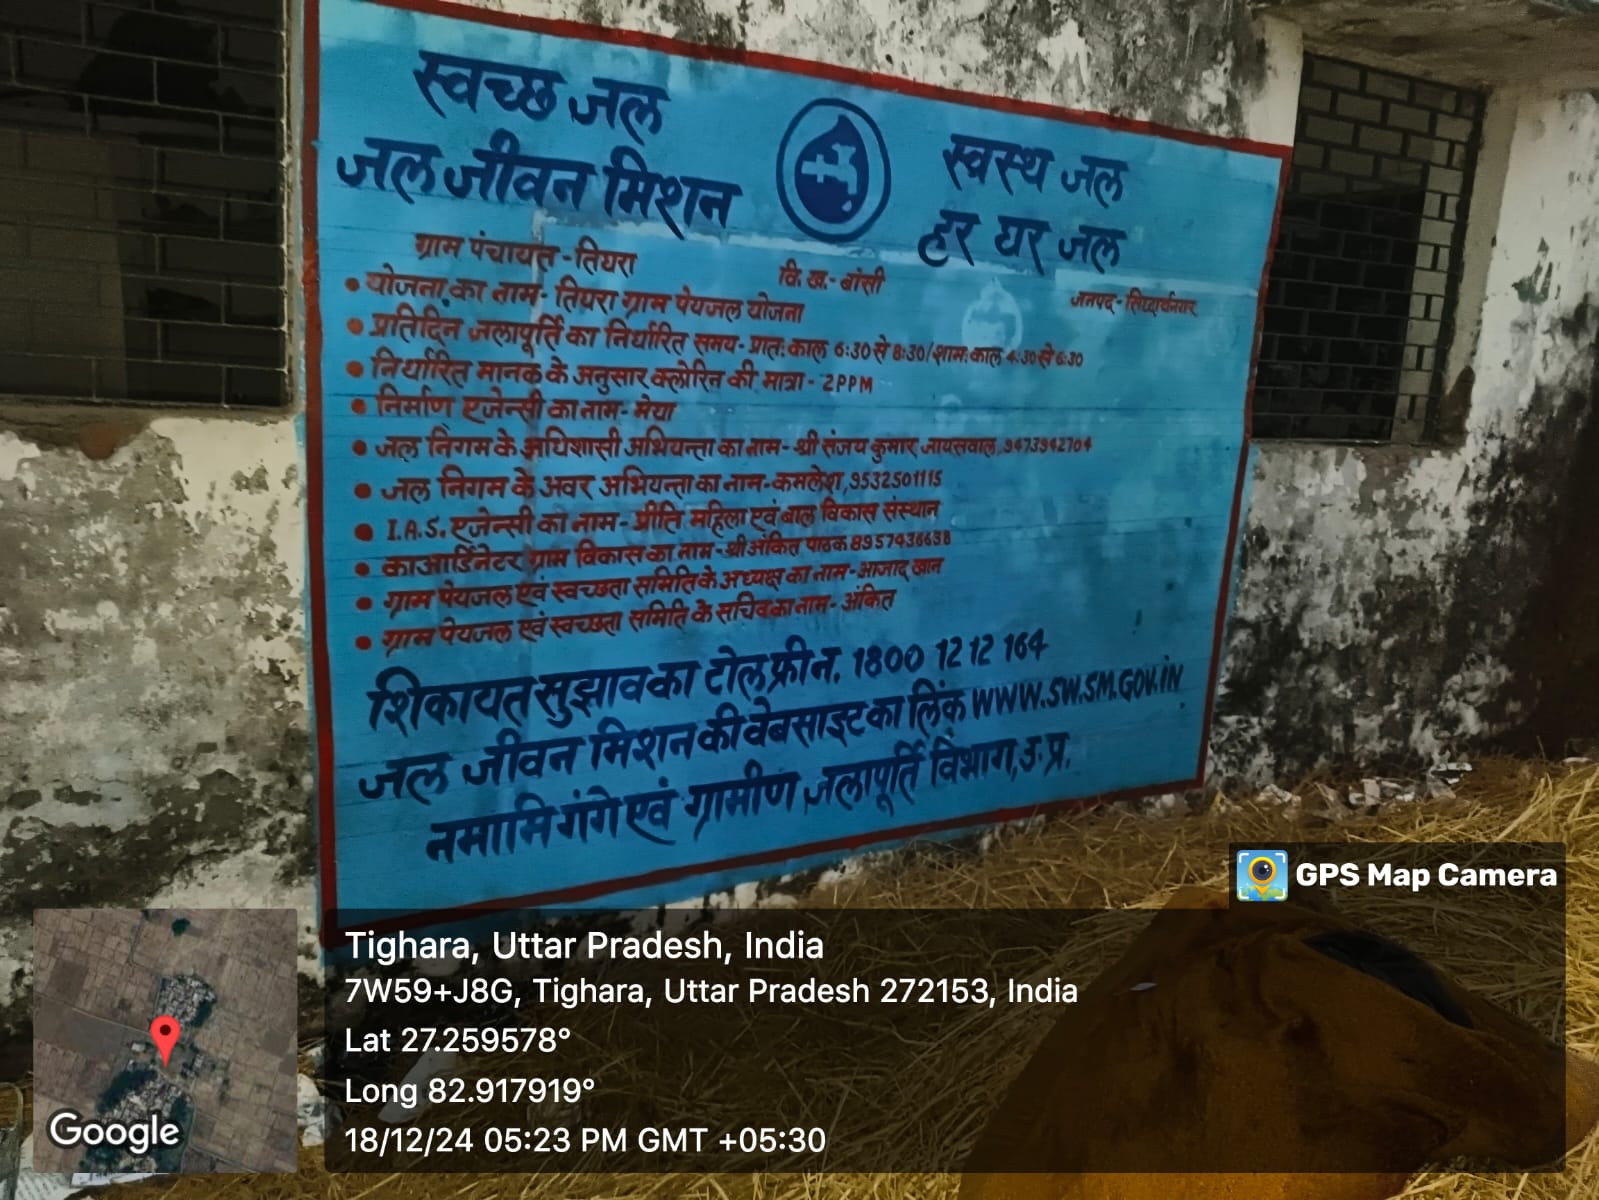 स्वच्छ जल
जल जीवन मिशन
स्वस्थ जल
हर घर जल
ग्राम पंचायत - तिघरा
वि. ख.- बांसी
जनपद - सिध्दार्थनगर
योजना का नाम - तिघरा ग्राम पेयजल योजना
प्रतिदिन जलापूर्ति का निर्धारित समय - प्रात: काल 6:30 से 8:30/शाम: काल 4:30 से 6:30
निर्धारित मानक के अनुसार क्लोरिन की मात्रा - 2PPM
निर्माण एजेन्सी का नाम - मेघा
जल निगम के अधिशासी अभियन्ता का नाम - श्री संजय कुमार जायसवाल, 9473942704
जल निगम के अवर अभियन्ता का नाम - कमलेश, 9532501115
I.A.S. एजेन्सी का नाम - प्रीति महिला एवं बाल विकास संस्थान
काआर्डिनेटर ग्राम विकास का नाम - श्री अंकित पाठक 8957436638
ग्राम पेयजल एवं स्वच्छता समिति के अध्यक्ष का नाम - आजाद खान
ग्राम पेयजल एवं स्वच्छता समिति के सचिव का नाम - अंकित
शिकायत सुझाव का टोल फ्री न. 1800 12 12 164
जल जीवन मिशन की वेबसाइट का लिंक WWW.SW.SM.GOV.IN
नमामि गंगे एवं ग्रामीण जलापूर्ति विभाग, उ. प्र.
GPS Map Camera
Tighara, Uttar Pradesh, India
7W59+J8G, Tighara, Uttar Pradesh 272153, India
Lat 27.259578°
Long 82.917919°
18/12/24 05:23 PM GMT +05:30
Google